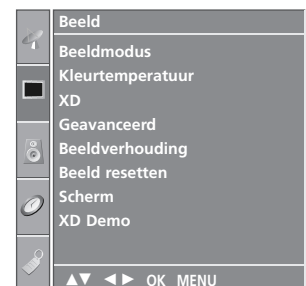 Beeld
Beeldmodus
Kleurtemperatuur
XD
Geavanceerd
Beeldverhouding
Beeld resetten
Scherm
XD Demo
▲▼ ◄► OK MENU